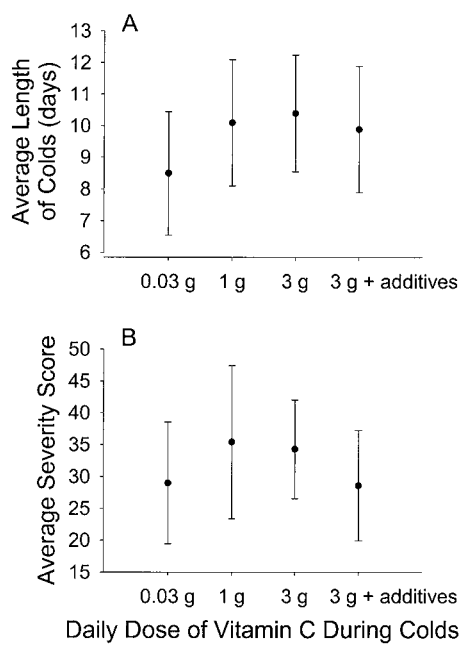 A
13
12
11
10
9
8
7
6
Average Length
of Colds (days)
0.03 g 1 g 3 g 3 g + additives
B
50
45
40
35
30
25
20
15
Average Severity Score
0.03 g 1 g 3 g 3 g + additives
Daily Dose of Vitamin C During Colds